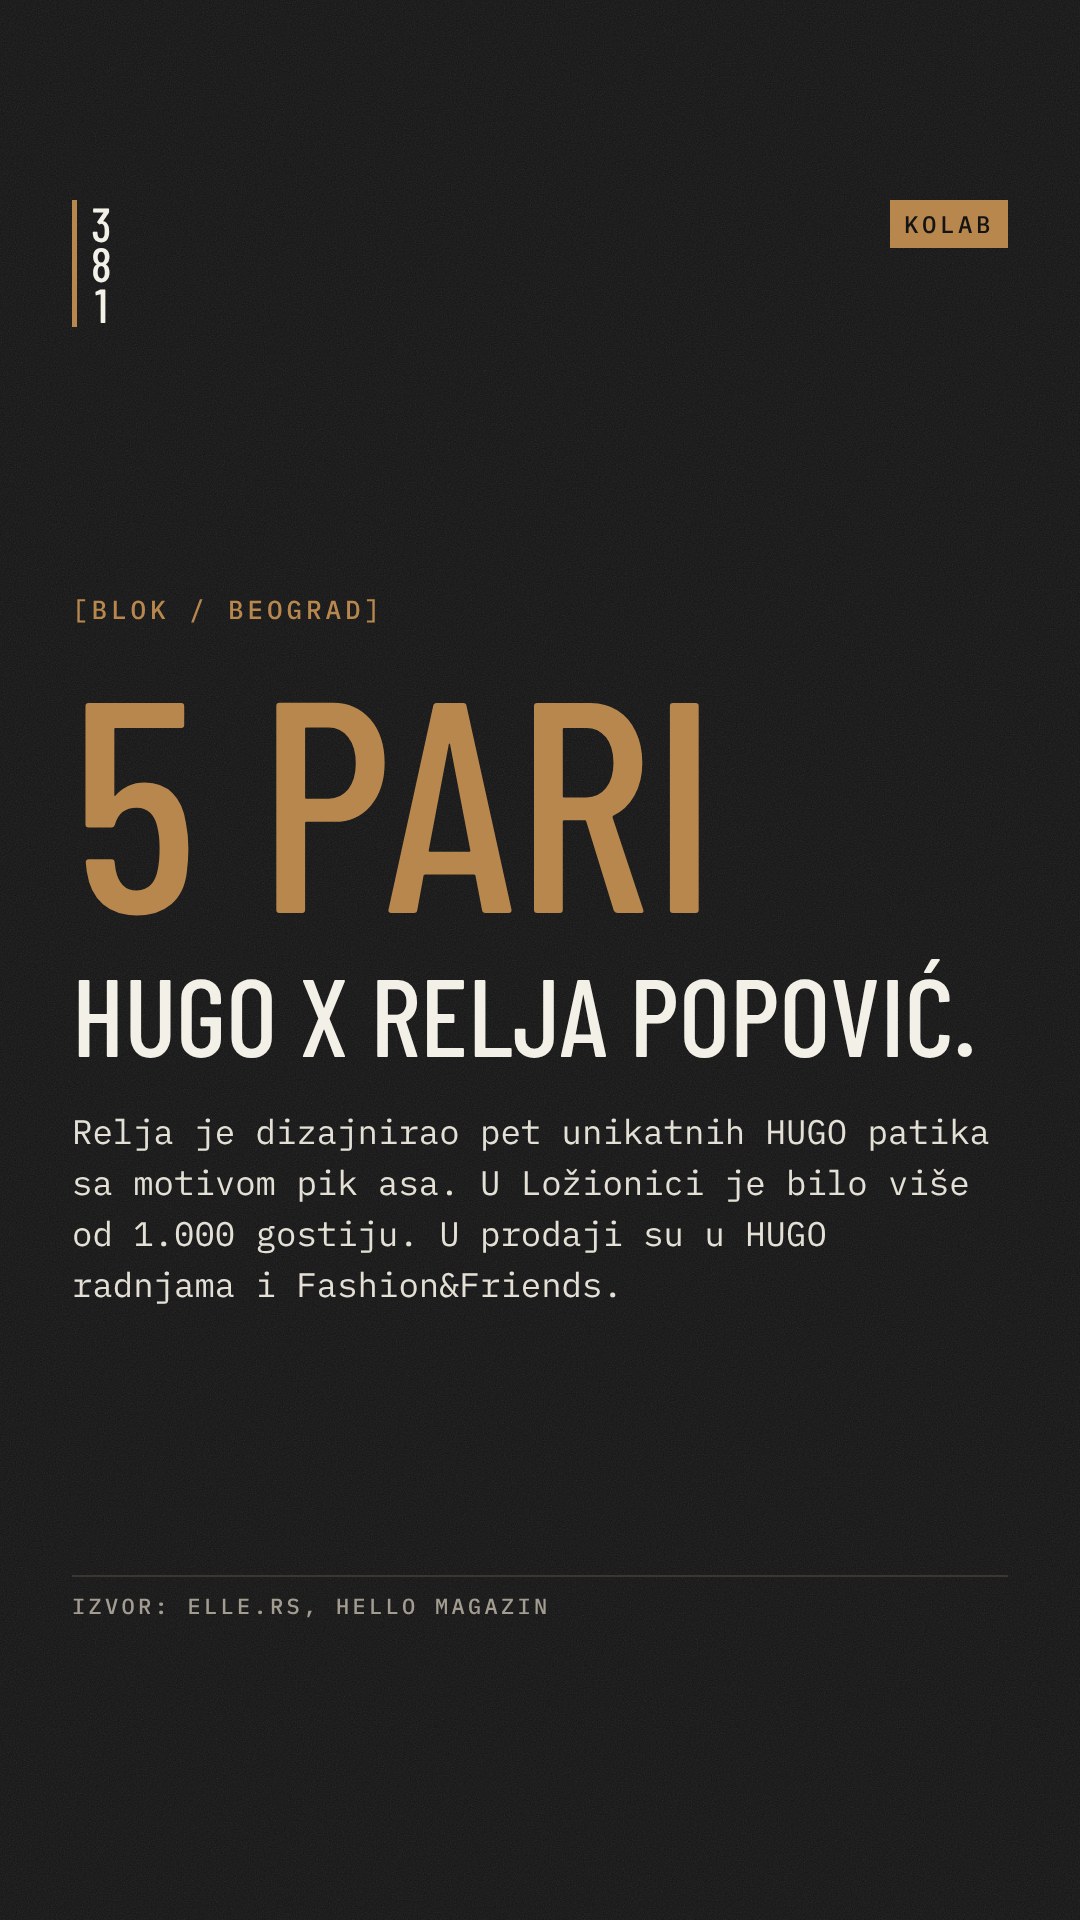 3
8
1
KOLAB
[BLOK / BEOGRAD]
5 PARI
HUGO X RELJA POPOVIĆ.
Relja je dizajnirao pet unikatnih HUGO patika
sa motivom pik asa. U Ložionici je bilo više
od 1.000 gostiju. U prodaji su u HUGO
radnjama i Fashion&Friends.
IZVOR: ELLE.RS, HELLO MAGAZIN